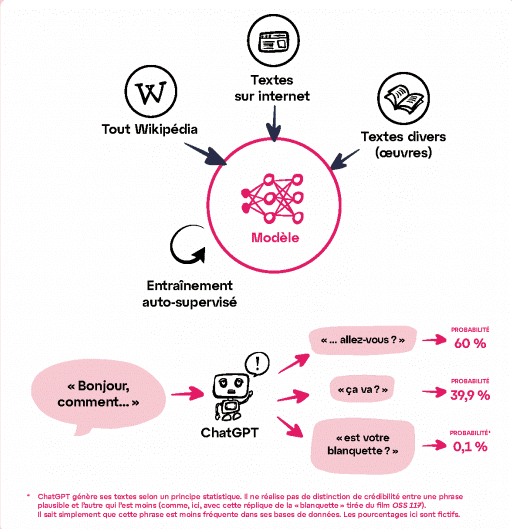 Textes
sur internet
W
Tout Wikipédia
Textes divers
(œuvres)
Modèle
Entraînement
auto-supervisé
« Bonjour,
comment... »
!
ChatGPT
« ... allez-vous ? »
PROBABILITÉ
60 %
« ça va ? »
PROBABILITÉ
39,9 %
« est votre
blanquette ? »
PROBABILITÉ*
0,1 %
* ChatGPT génère ses textes selon un principe statistique. Il ne réalise pas de distinction de crédibilité entre une phrase
plausible et l'autre qui l'est moins (comme, ici, avec cette réplique de la « blanquette » tirée du film OSS 117).
Il sait simplement que cette phrase est moins fréquente dans ses bases de données. Les pourcentages ici sont fictifs.